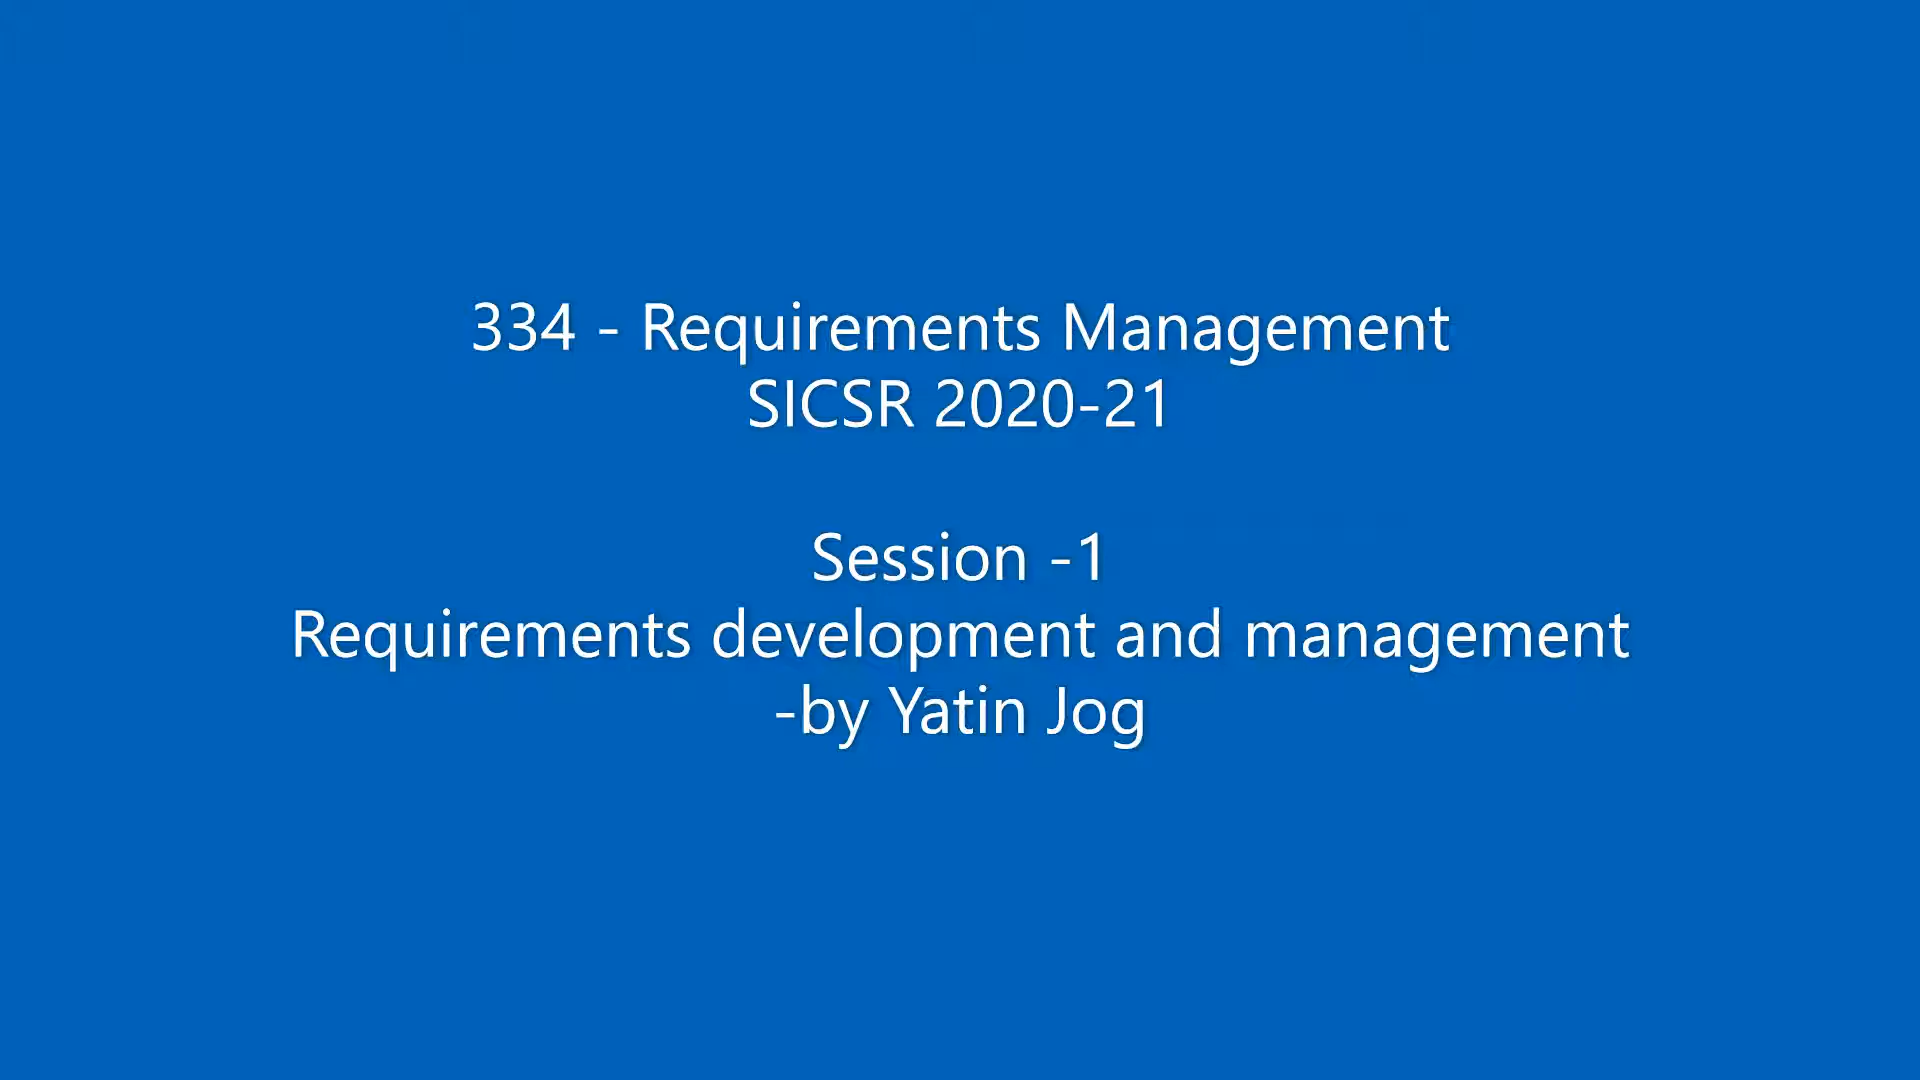 334 - Requirements Management
SICSR 2020-21
Session -1
Requirements development and management
-by Yatin Jog